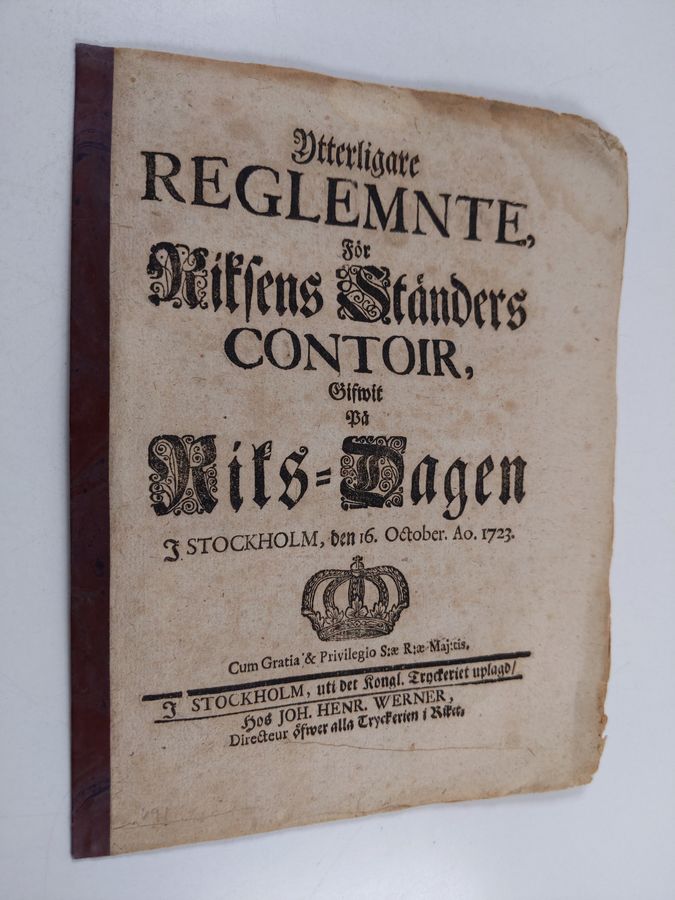 Ytterligare
REGLEMNTE,
För
Riksens Ständers
CONTOIR,
Gifwit
På
Riks-Dagen
J STOCKHOLM, den 16. October. Ao. 1723.
Cum Gratia & Privilegio S:æ R:æ Maj:tis.
J STOCKHOLM, uti det Kongl. Tryckeriet uplagd/
Hos JOH. HENR. WERNER,
Directeur öfwer alla Tryckerien i Riket.